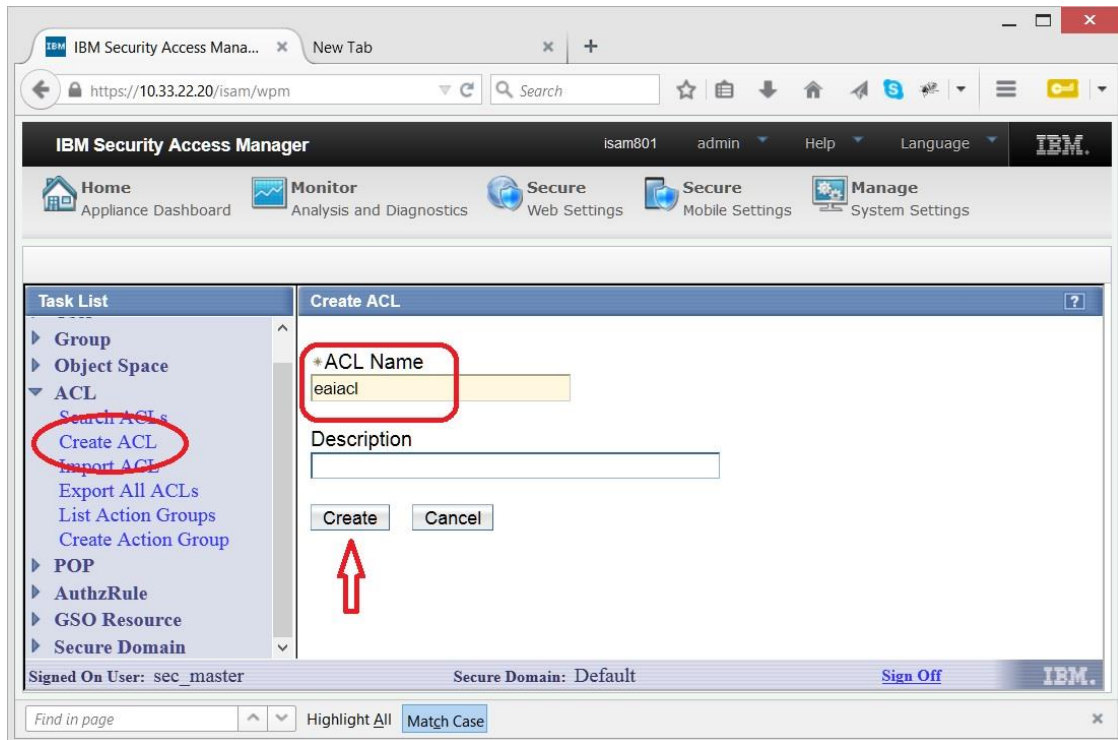 IBM IBM Security Access Mana... × New Tab × +
https://10.33.22.20/isam/wpm Search
IBM Security Access Manager isam801 admin Help Language IBM.
Home Monitor Secure Secure Manage
Appliance Dashboard Analysis and Diagnostics Web Settings Mobile Settings System Settings
Task List Create ACL ?
Group
Object Space
ACL
Search ACLs
Create ACL
Import ACL
Export All ACLs
List Action Groups
Create Action Group
POP
AuthzRule
GSO Resource
Secure Domain
*ACL Name
eaiacl
Description
Create Cancel
Signed On User: sec_master Secure Domain: Default Sign Off IBM.
Find in page Highlight All Match Case ×